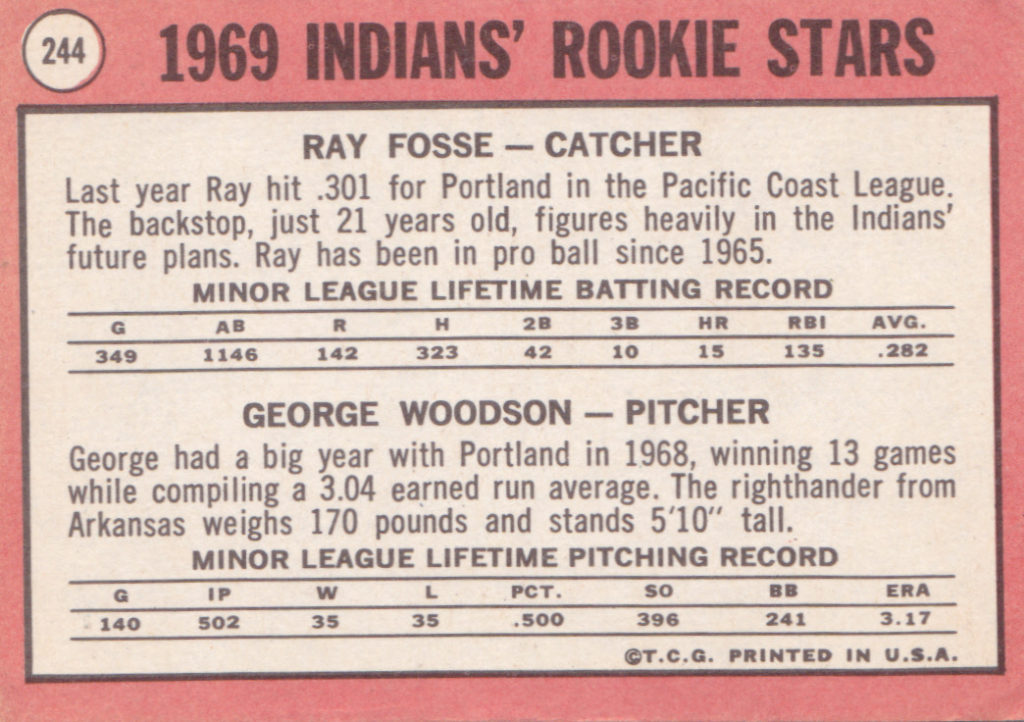 244
1969 INDIANS' ROOKIE STARS
RAY FOSSE — CATCHER
Last year Ray hit .301 for Portland in the Pacific Coast League.
The backstop, just 21 years old, figures heavily in the Indians'
future plans. Ray has been in pro ball since 1965.
MINOR LEAGUE LIFETIME BATTING RECORD
G AB R H 2B 3B HR RBI AVG.
349 1146 142 323 42 10 15 135 .282
GEORGE WOODSON — PITCHER
George had a big year with Portland in 1968, winning 13 games
while compiling a 3.04 earned run average. The righthander from
Arkansas weighs 170 pounds and stands 5'10" tall.
MINOR LEAGUE LIFETIME PITCHING RECORD
G IP W L PCT. SO BB ERA
140 502 35 35 .500 396 241 3.17
©T.C.G. PRINTED IN U.S.A.